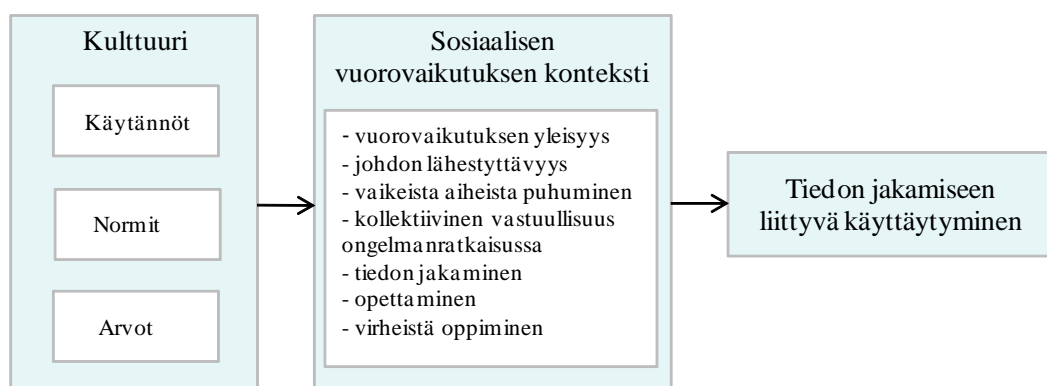 Kulttuuri
Käytännöt
Normit
Arvot
Sosiaalisen
vuorovaikutuksen konteksti
- vuorovaikutuksen yleisyys
- johdon lähestyttävyys
- vaikeista aiheista puhuminen
- kollektiivinen vastuullisuus
ongelmanratkaisussa
- tiedon jakaminen
- opettaminen
- virheistä oppiminen
Tiedon jakamiseen
liittyvä käyttäytyminen